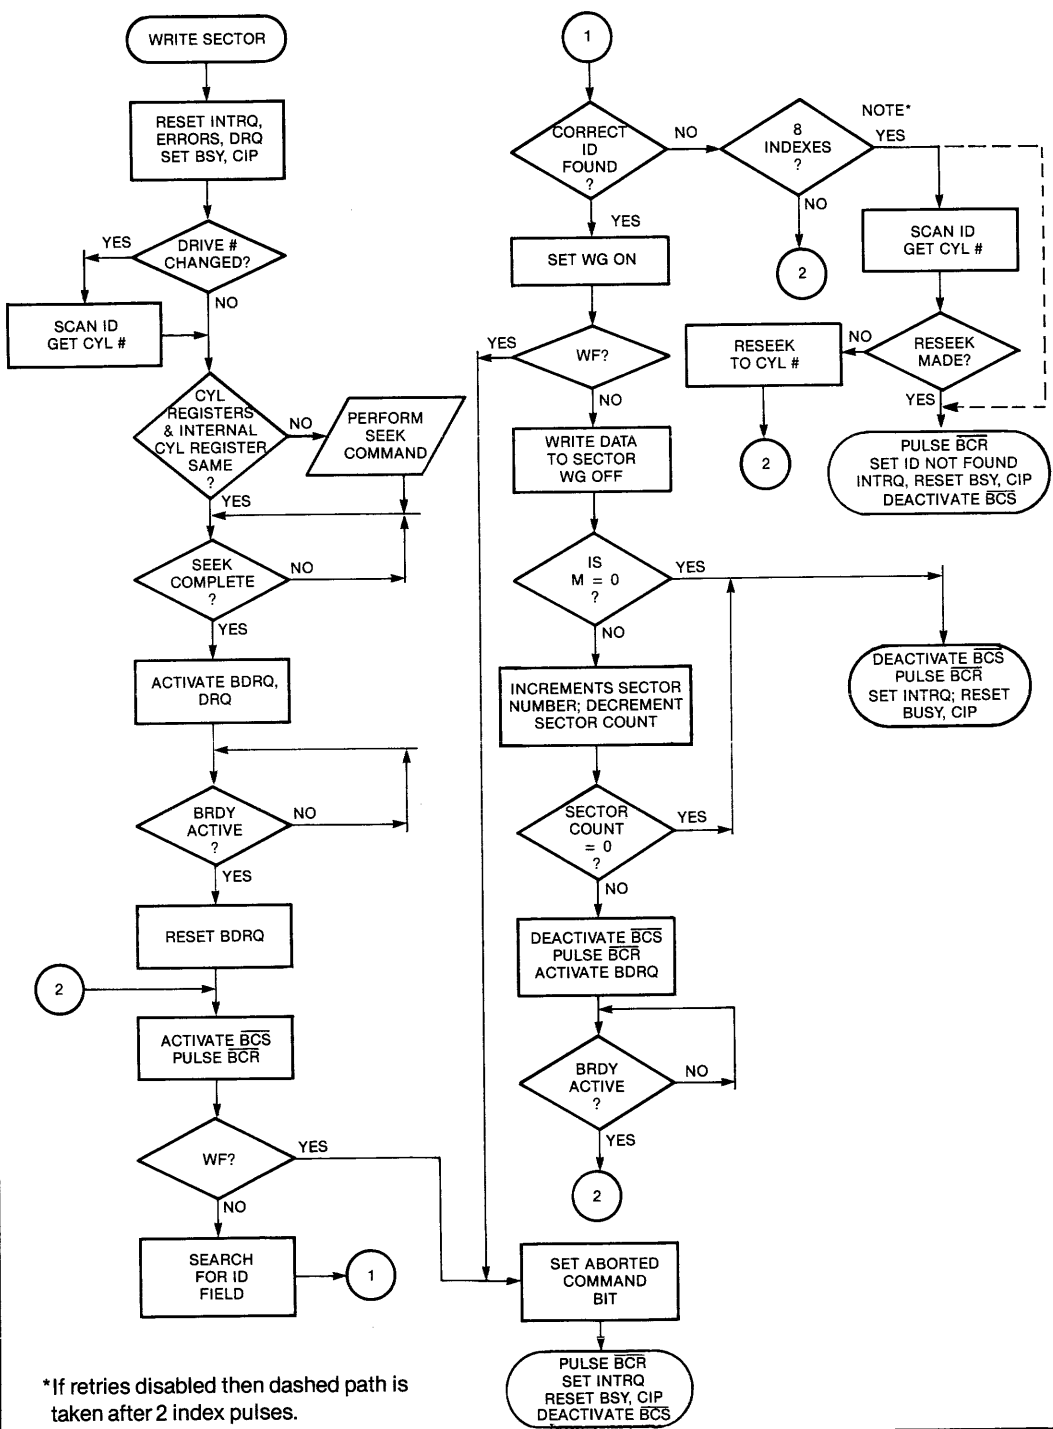 WRITE SECTOR
RESET INTRQ,
ERRORS, DRQ
SET BSY, CIP
DRIVE #
CHANGED?
YES
NO
SCAN ID
GET CYL #
CYL
REGISTERS
& INTERNAL
CYL REGISTER
SAME
?
NO
YES
PERFORM
SEEK
COMMAND
SEEK
COMPLETE
?
NO
YES
ACTIVATE BDRQ,
DRQ
BRDY
ACTIVE
?
NO
YES
RESET BDRQ
2
ACTIVATE BCS
PULSE BCR
WF?
YES
NO
SEARCH
FOR ID
FIELD
1
*If retries disabled then dashed path is
taken after 2 index pulses.
1
CORRECT
ID
FOUND
?
NO
YES
8
INDEXES
?
NOTE*
YES
NO
2
SCAN ID
GET CYL #
RESEEK
MADE?
NO
YES
RESEEK
TO CYL #
2
PULSE BCR
SET ID NOT FOUND
INTRQ, RESET BSY, CIP
DEACTIVATE BCS
SET WG ON
WF?
YES
NO
WRITE DATA
TO SECTOR
WG OFF
IS
M = 0
?
YES
NO
DEACTIVATE BCS
PULSE BCR
SET INTRQ; RESET
BUSY, CIP
INCREMENTS SECTOR
NUMBER; DECREMENT
SECTOR COUNT
SECTOR
COUNT
= 0
?
YES
NO
DEACTIVATE BCS
PULSE BCR
ACTIVATE BDRQ
BRDY
ACTIVE
?
NO
YES
2
SET ABORTED
COMMAND
BIT
PULSE BCR
SET INTRQ
RESET BSY, CIP
DEACTIVATE BCS